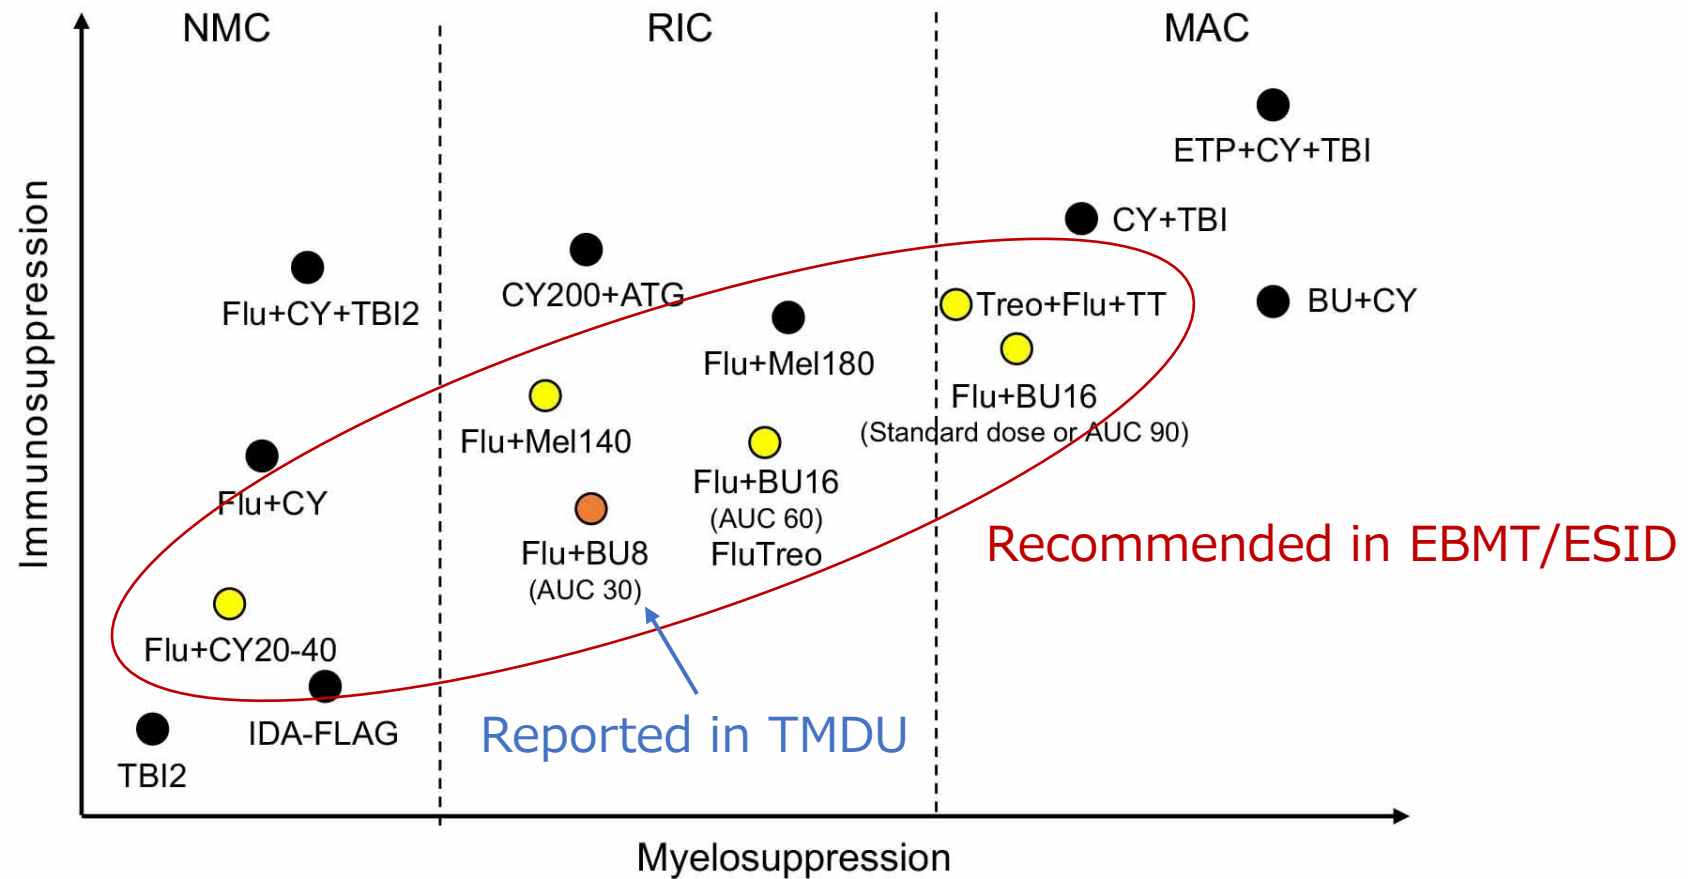 NMC
RIC
MAC
ETP+CY+TBI
CY+TBI
Flu+CY+TBI2
CY200+ATG
Treo+Flu+TT
BU+CY
Flu+Mel180
Flu+BU16
(Standard dose or AUC 90)
Flu+Mel140
Flu+BU16
(AUC 60)
FluTreo
Flu+CY
Flu+BU8
(AUC 30)
Recommended in EBMT/ESID
Flu+CY20-40
IDA-FLAG
Reported in TMDU
TBI2
Immunosuppression
Myelosuppression